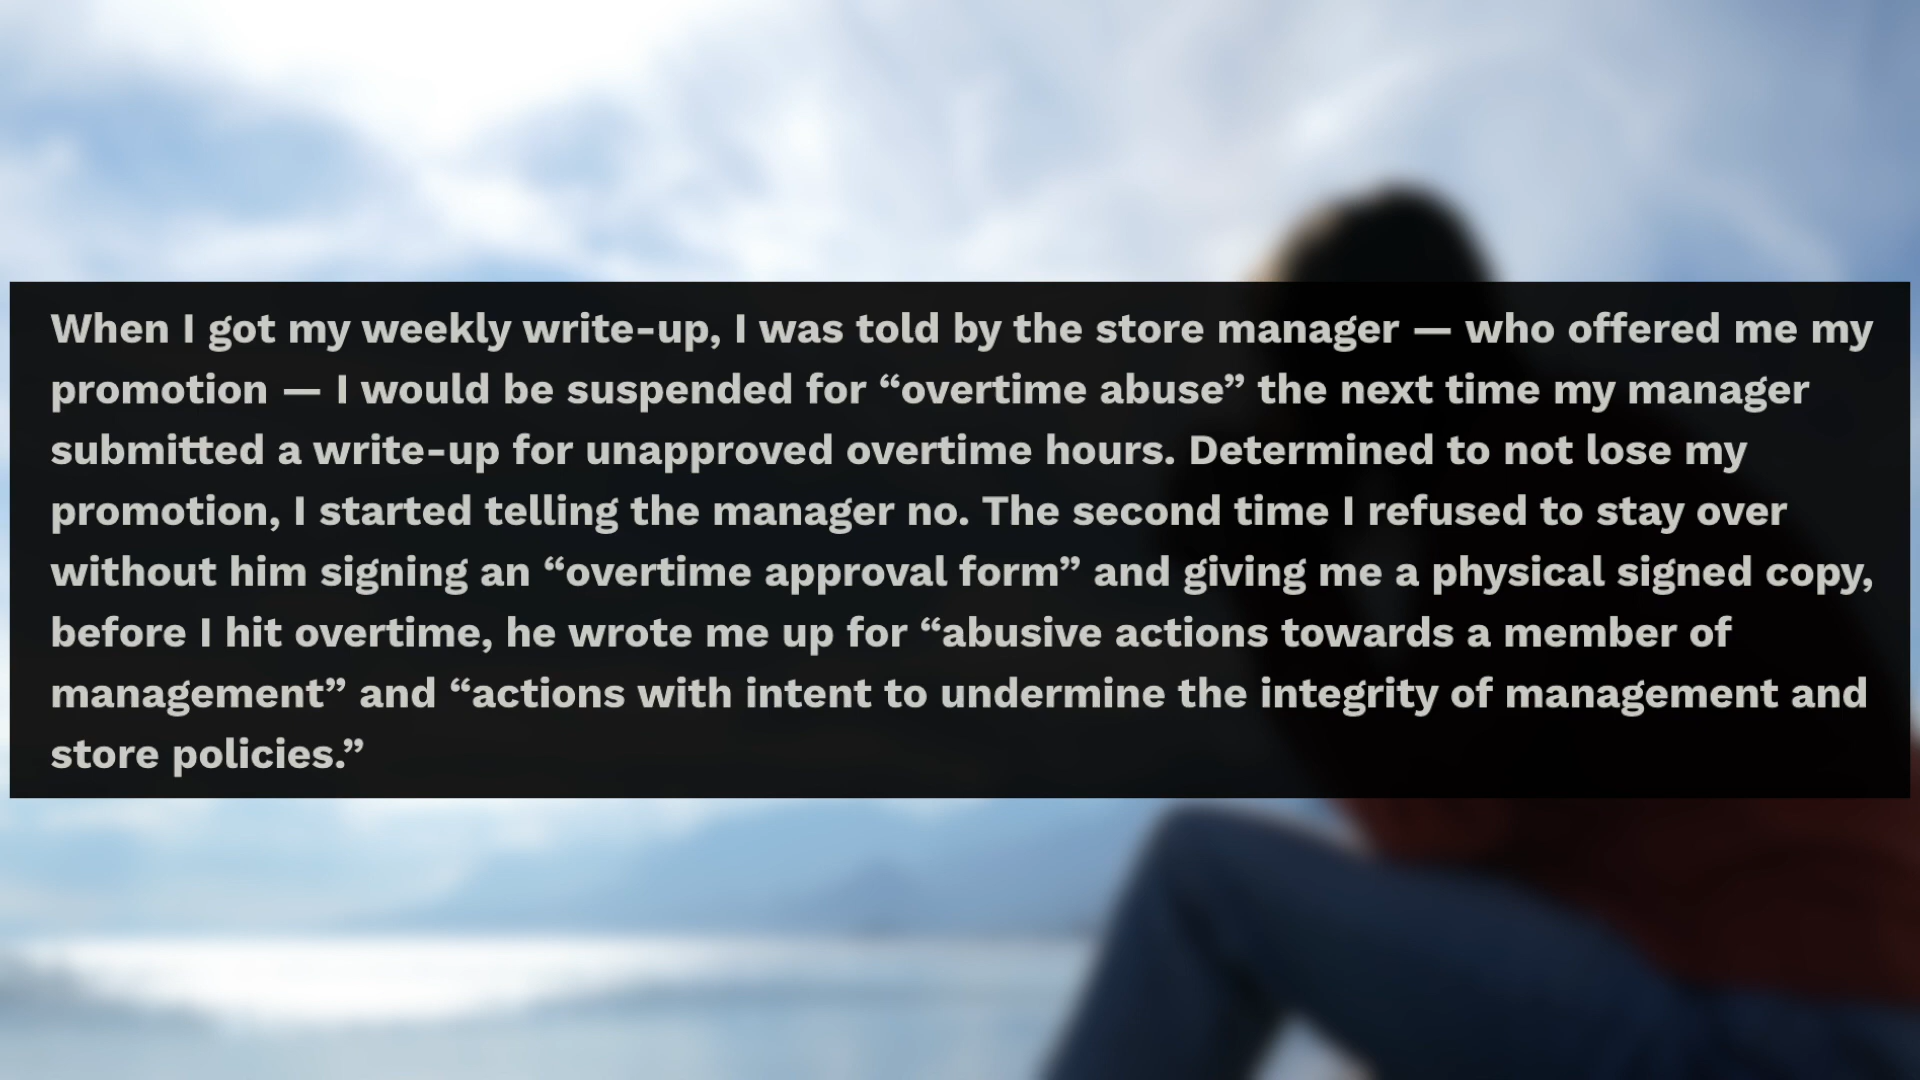 When I got my weekly write-up, I was told by the store manager — who offered me my
promotion — I would be suspended for “overtime abuse” the next time my manager
submitted a write-up for unapproved overtime hours. Determined to not lose my
promotion, I started telling the manager no. The second time I refused to stay over
without him signing an “overtime approval form” and giving me a physical signed copy,
before I hit overtime, he wrote me up for “abusive actions towards a member of
management” and “actions with intent to undermine the integrity of management and
store policies.”